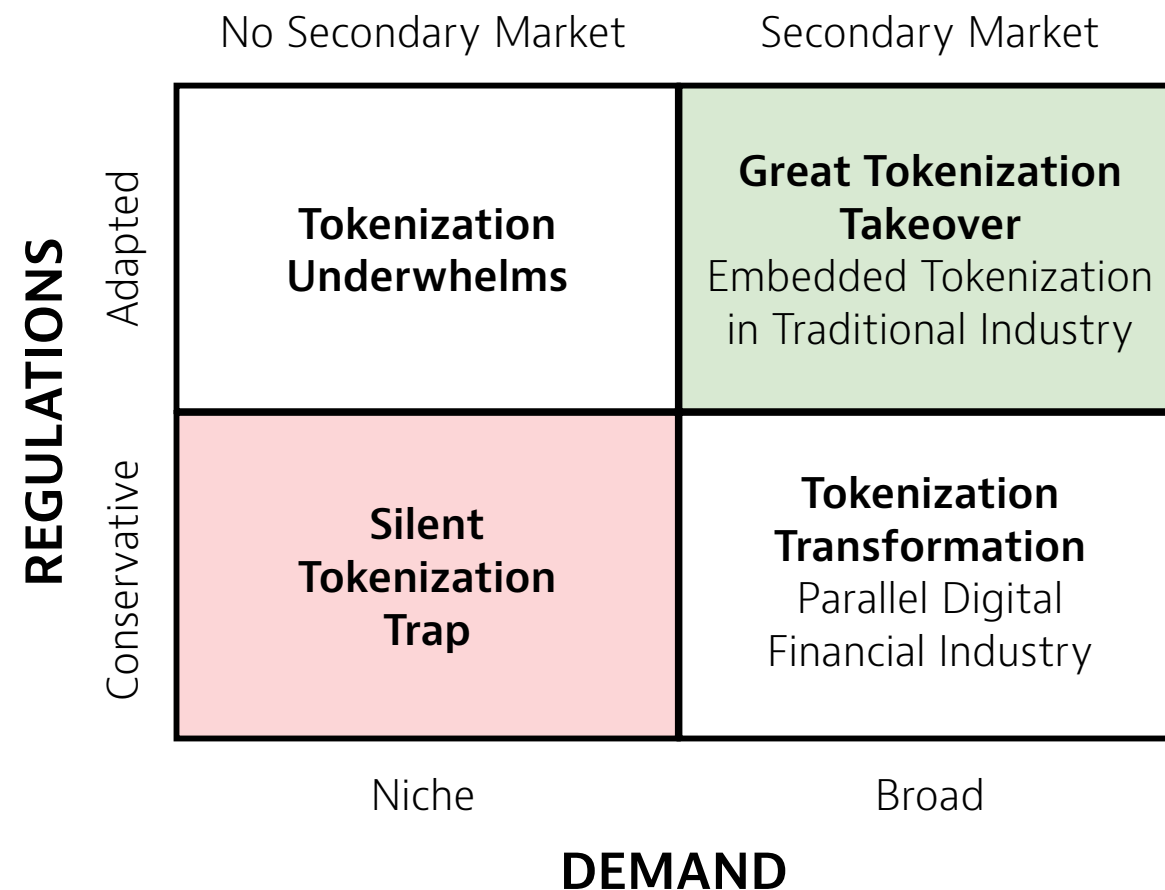 No Secondary Market
Secondary Market
REGULATIONS
Adapted
Tokenization
Underwhelms
Great Tokenization
Takeover
Embedded Tokenization
in Traditional Industry
Conservative
Silent
Tokenization
Trap
Tokenization
Transformation
Parallel Digital
Financial Industry
Niche
Broad
DEMAND